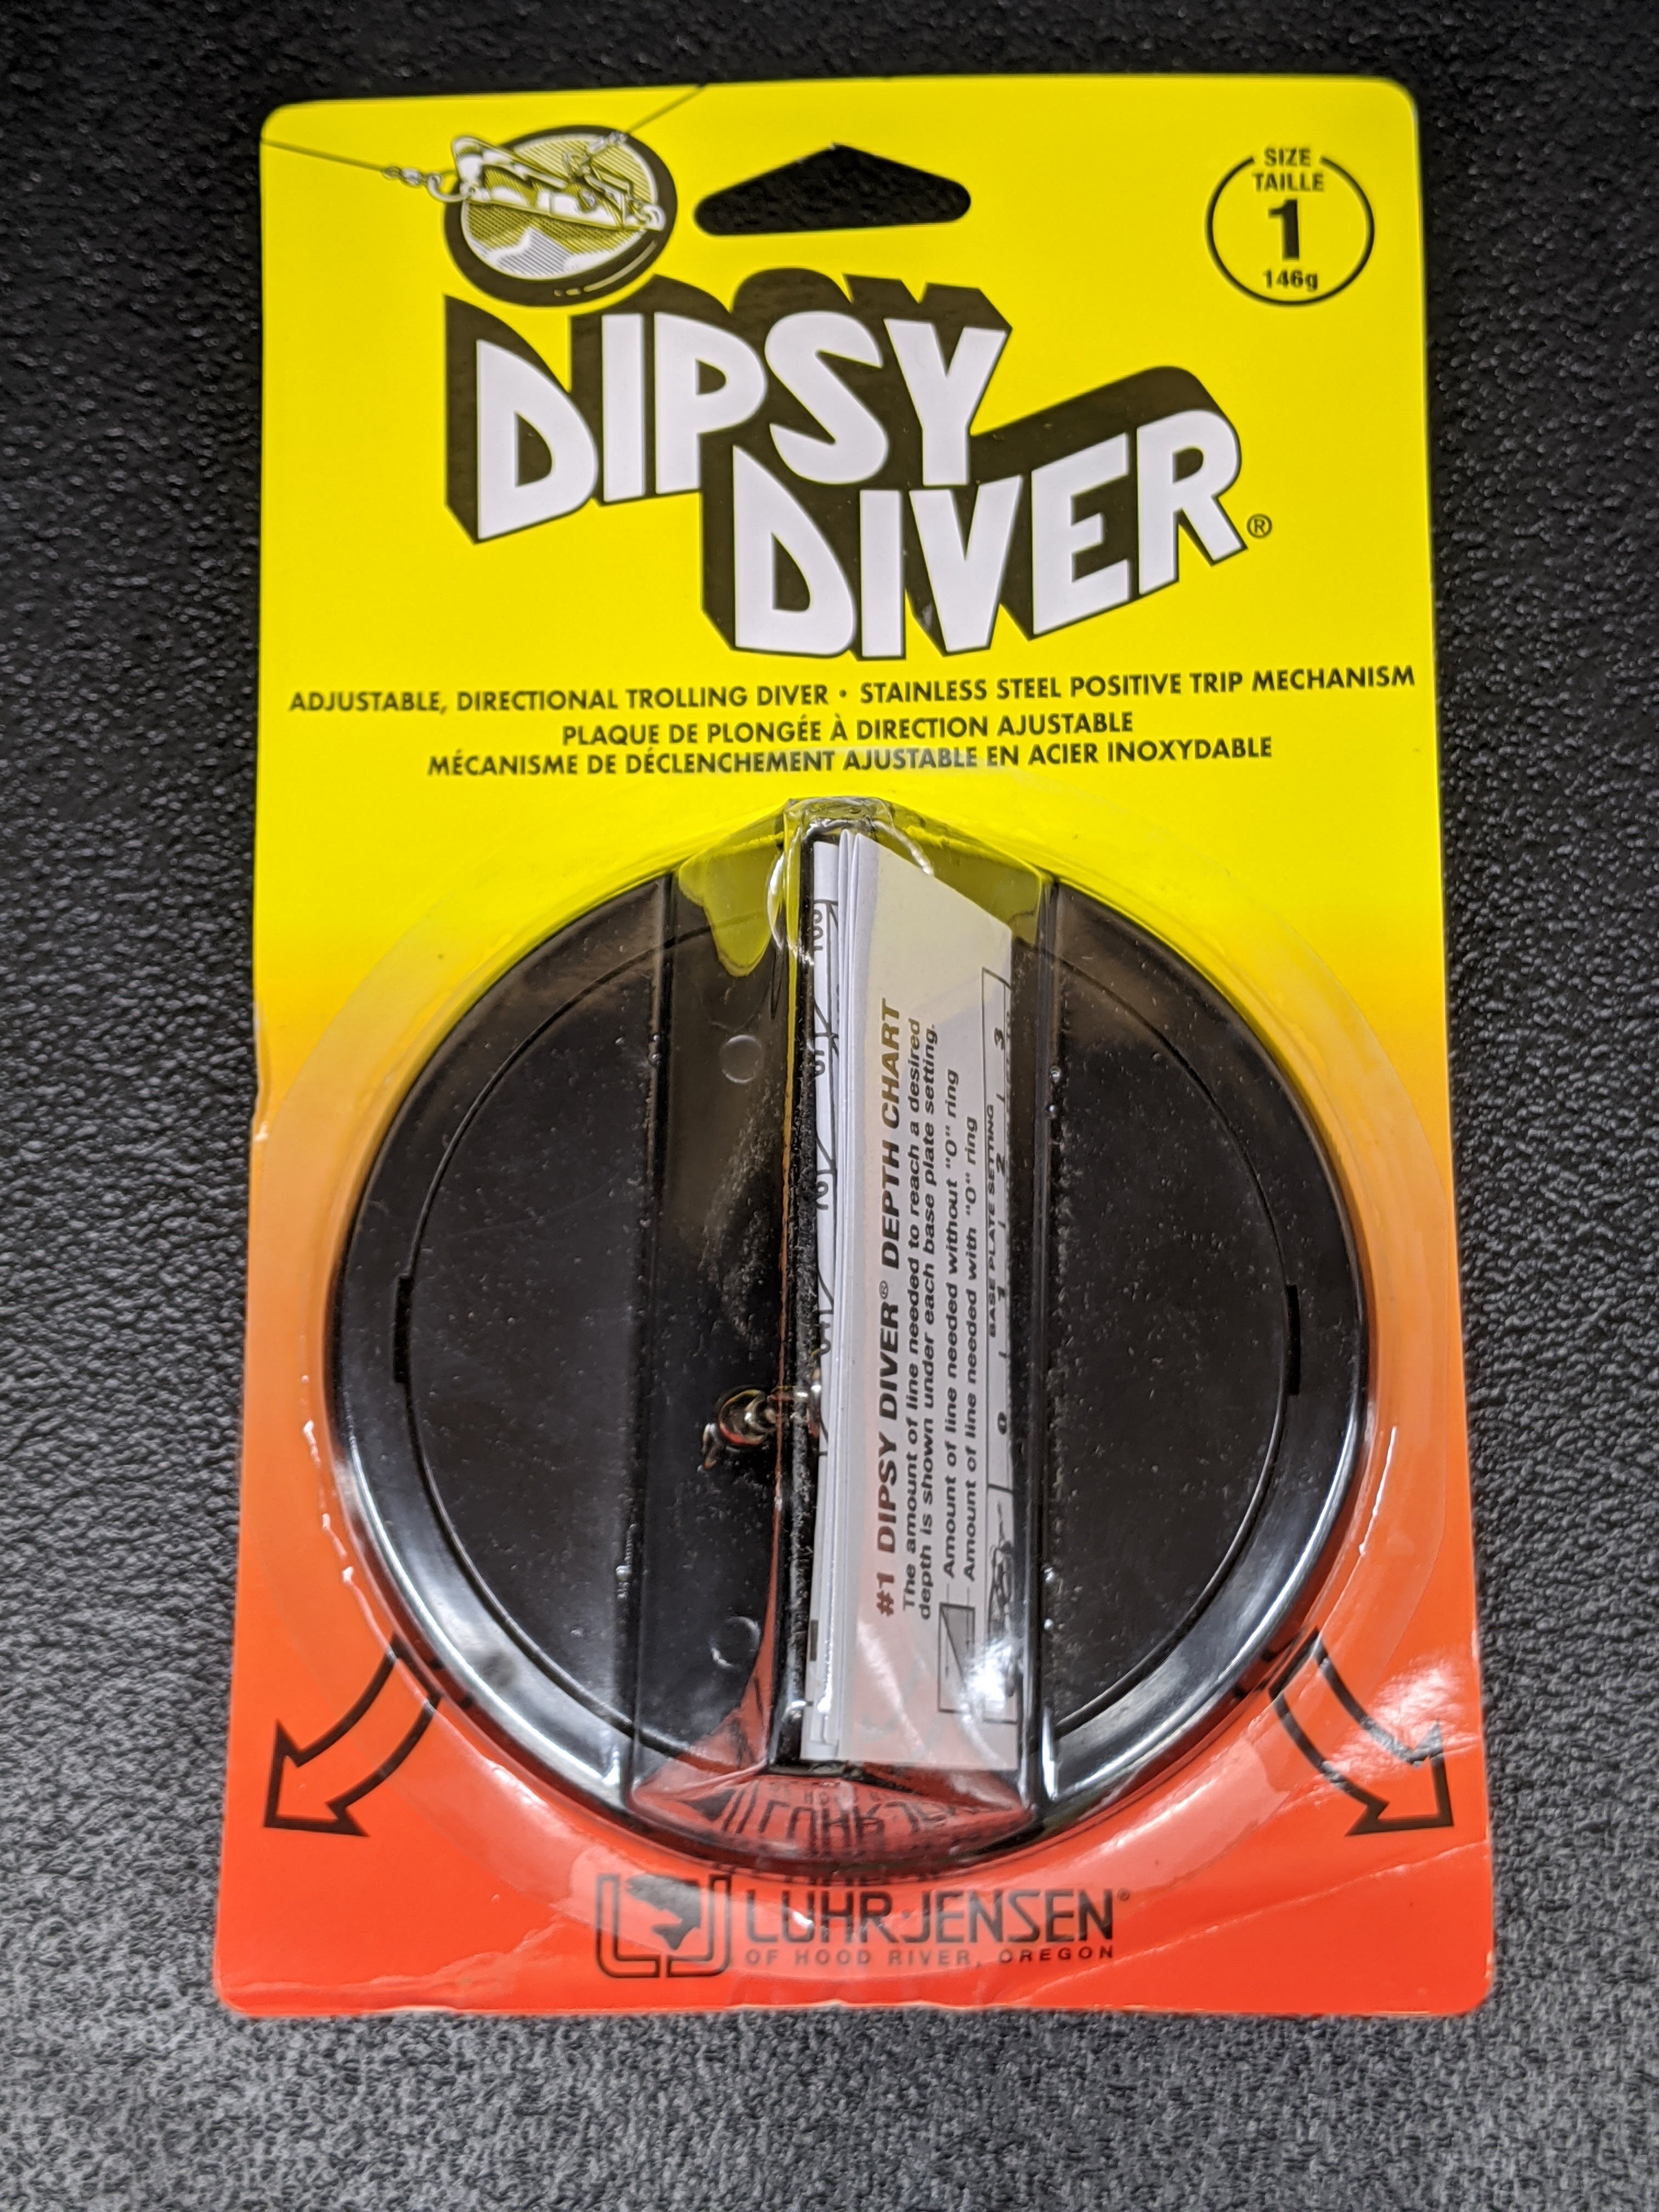 SIZE
TAILLE
1
146g
DIPSY
DIVER®
ADJUSTABLE, DIRECTIONAL TROLLING DIVER • STAINLESS STEEL POSITIVE TRIP MECHANISM
PLAQUE DE PLONGÉE À DIRECTION AJUSTABLE
MÉCANISME DE DÉCLENCHEMENT AJUSTABLE EN ACIER INOXYDABLE
#1 DIPSY DIVER® DEPTH CHART
The amount of line needed to reach a desired
depth is shown under each base plate setting.
Amount of line needed without "O" ring
Amount of line needed with "O" ring
BASE PLATE SETTING
0 1 2 3
LUHR•JENSEN®
OF HOOD RIVER, OREGON